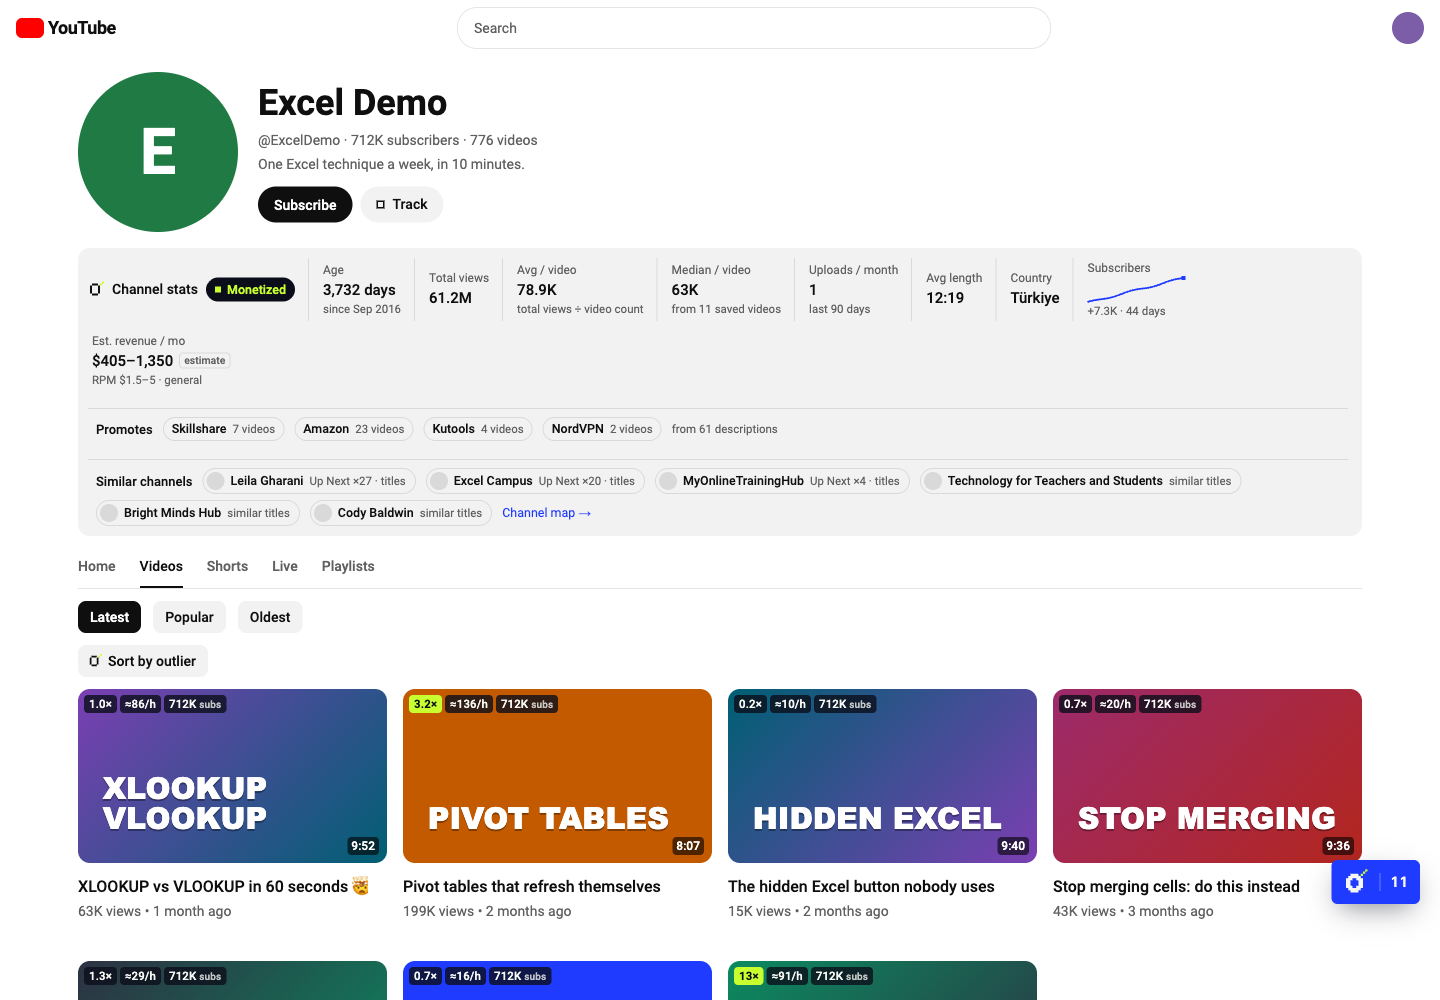 YouTube
Search
E
Excel Demo
@ExcelDemo · 712K subscribers · 776 videos
One Excel technique a week, in 10 minutes.
Subscribe
Track
Channel stats
Monetized
Age
3,732 days
since Sep 2016
Total views
61.2M
Avg / video
78.9K
total views ÷ video count
Median / video
63K
from 11 saved videos
Uploads / month
1
last 90 days
Avg length
12:19
Country
Türkiye
Subscribers
+7.3K · 44 days
Est. revenue / mo
$405–1,350 estimate
RPM $1.5–5 · general
Promotes Skillshare 7 videos Amazon 23 videos Kutools 4 videos NordVPN 2 videos from 61 descriptions
Similar channels Leila Gharani Up Next ×27 · titles Excel Campus Up Next ×20 · titles MyOnlineTrainingHub Up Next ×4 · titles Technology for Teachers and Students similar titles
Bright Minds Hub similar titles Cody Baldwin similar titles Channel map →
Home Videos Shorts Live Playlists
Latest Popular Oldest
Sort by outlier
1.0× ≈86/h 712K subs
XLOOKUP
VLOOKUP
9:52
XLOOKUP vs VLOOKUP in 60 seconds 🤯
63K views • 1 month ago
3.2× ≈136/h 712K subs
PIVOT TABLES
8:07
Pivot tables that refresh themselves
199K views • 2 months ago
0.2× ≈10/h 712K subs
HIDDEN EXCEL
9:40
The hidden Excel button nobody uses
15K views • 2 months ago
0.7× ≈20/h 712K subs
STOP MERGING
9:36
Stop merging cells: do this instead
43K views • 3 months ago
11
1.3× ≈29/h 712K subs
0.7× ≈16/h 712K subs
13× ≈91/h 712K subs